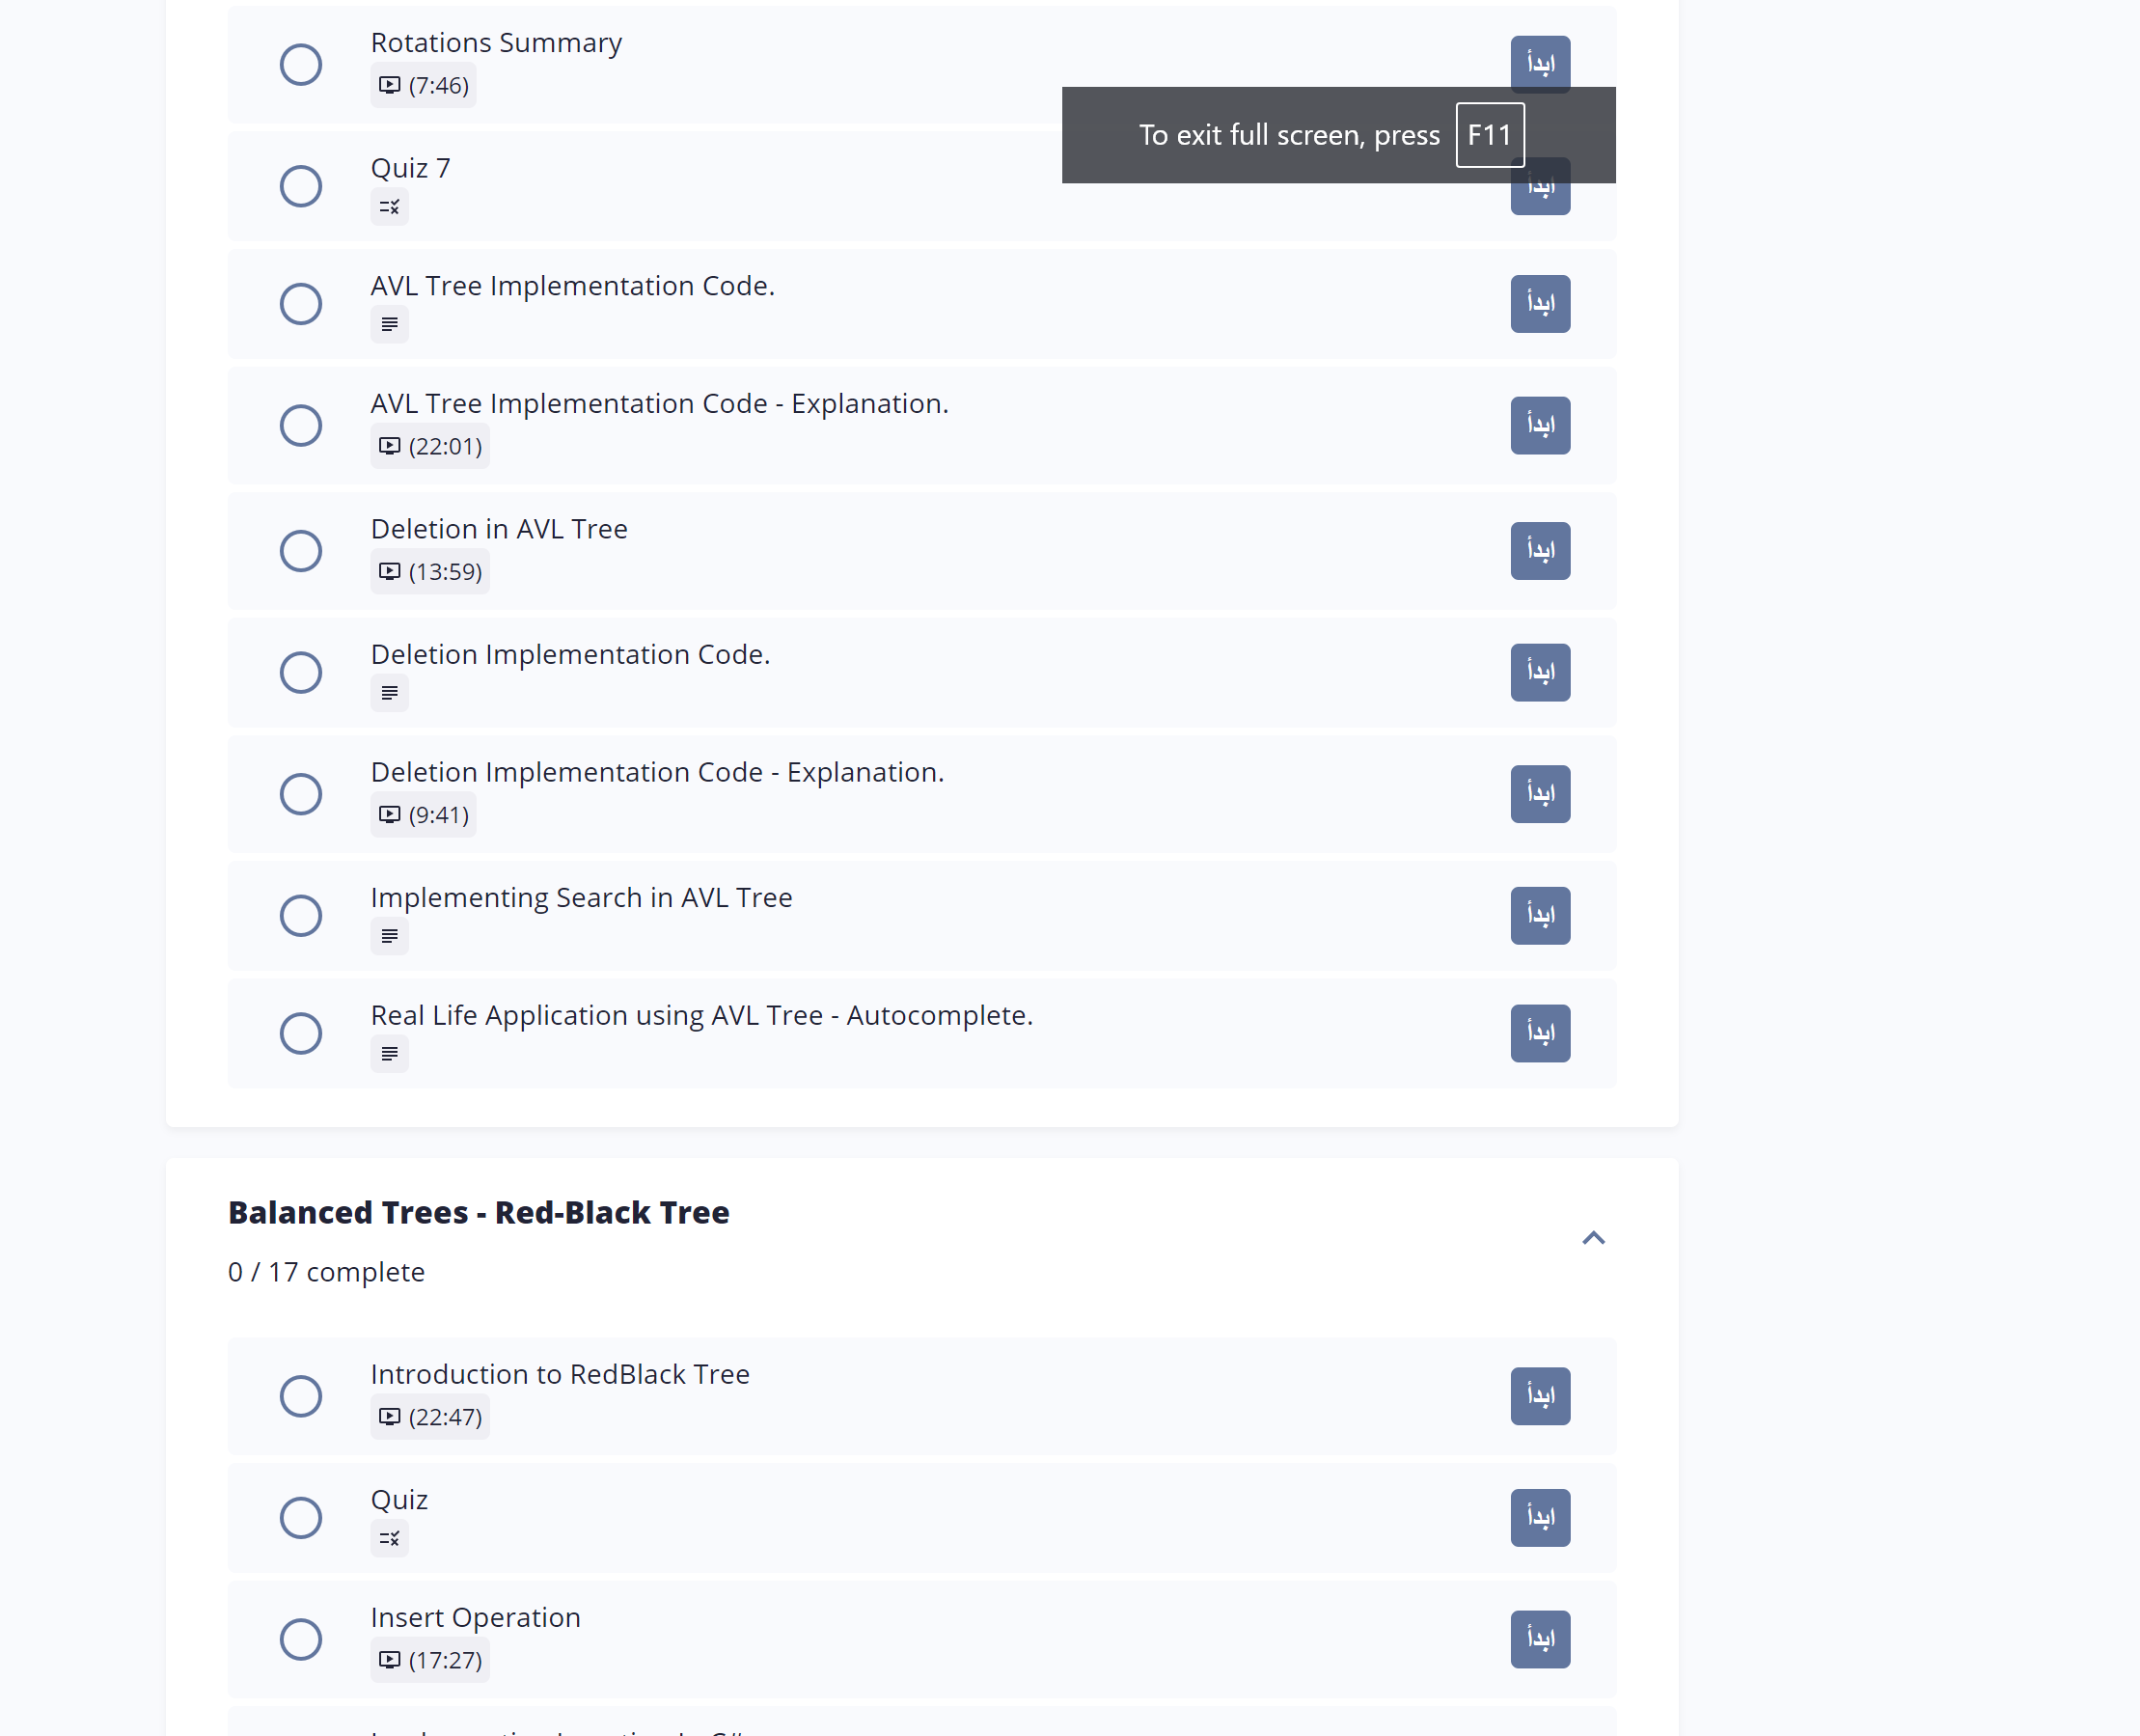 Rotations Summary
(7:46)
ابدأ
To exit full screen, press F11
Quiz 7
ابدأ
AVL Tree Implementation Code.
ابدأ
AVL Tree Implementation Code - Explanation.
(22:01)
ابدأ
Deletion in AVL Tree
(13:59)
ابدأ
Deletion Implementation Code.
ابدأ
Deletion Implementation Code - Explanation.
(9:41)
ابدأ
Implementing Search in AVL Tree
ابدأ
Real Life Application using AVL Tree - Autocomplete.
ابدأ
Balanced Trees - Red-Black Tree
0 / 17 complete
Introduction to RedBlack Tree
(22:47)
ابدأ
Quiz
ابدأ
Insert Operation
(17:27)
ابدأ